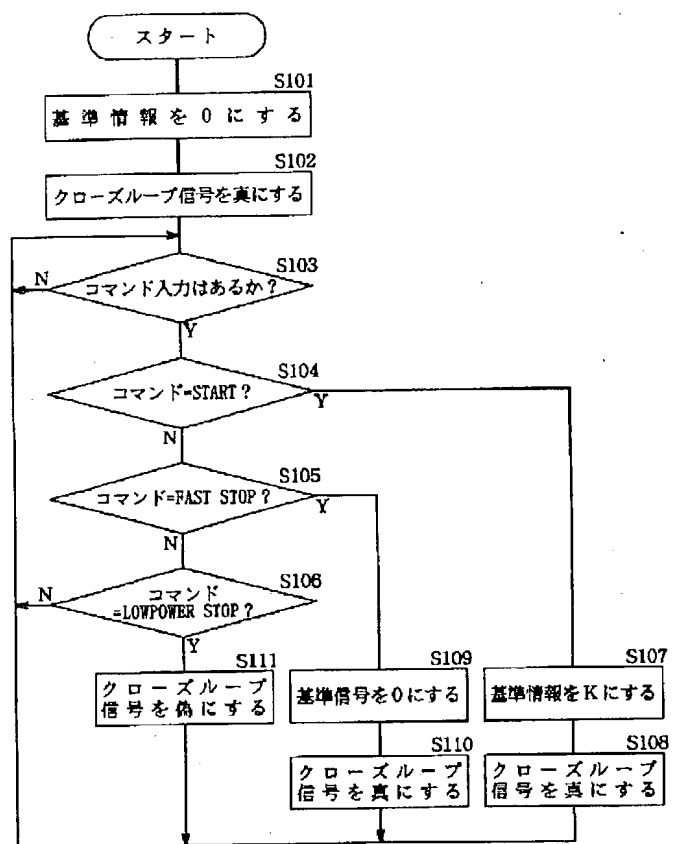 スタート
S101
基準情報を0にする
S102
クローズループ信号を真にする
S103
コマンド入力はあるか?
N
Y
S104
コマンド=START?
Y
N
S105
コマンド=FAST STOP?
Y
N
S106
コマンド
=LOWPOWER STOP?
N
Y
S111
クローズループ
信号を偽にする
S109
基準信号を0にする
S107
基準情報をKにする
S110
クローズループ
信号を真にする
S108
クローズループ
信号を真にする